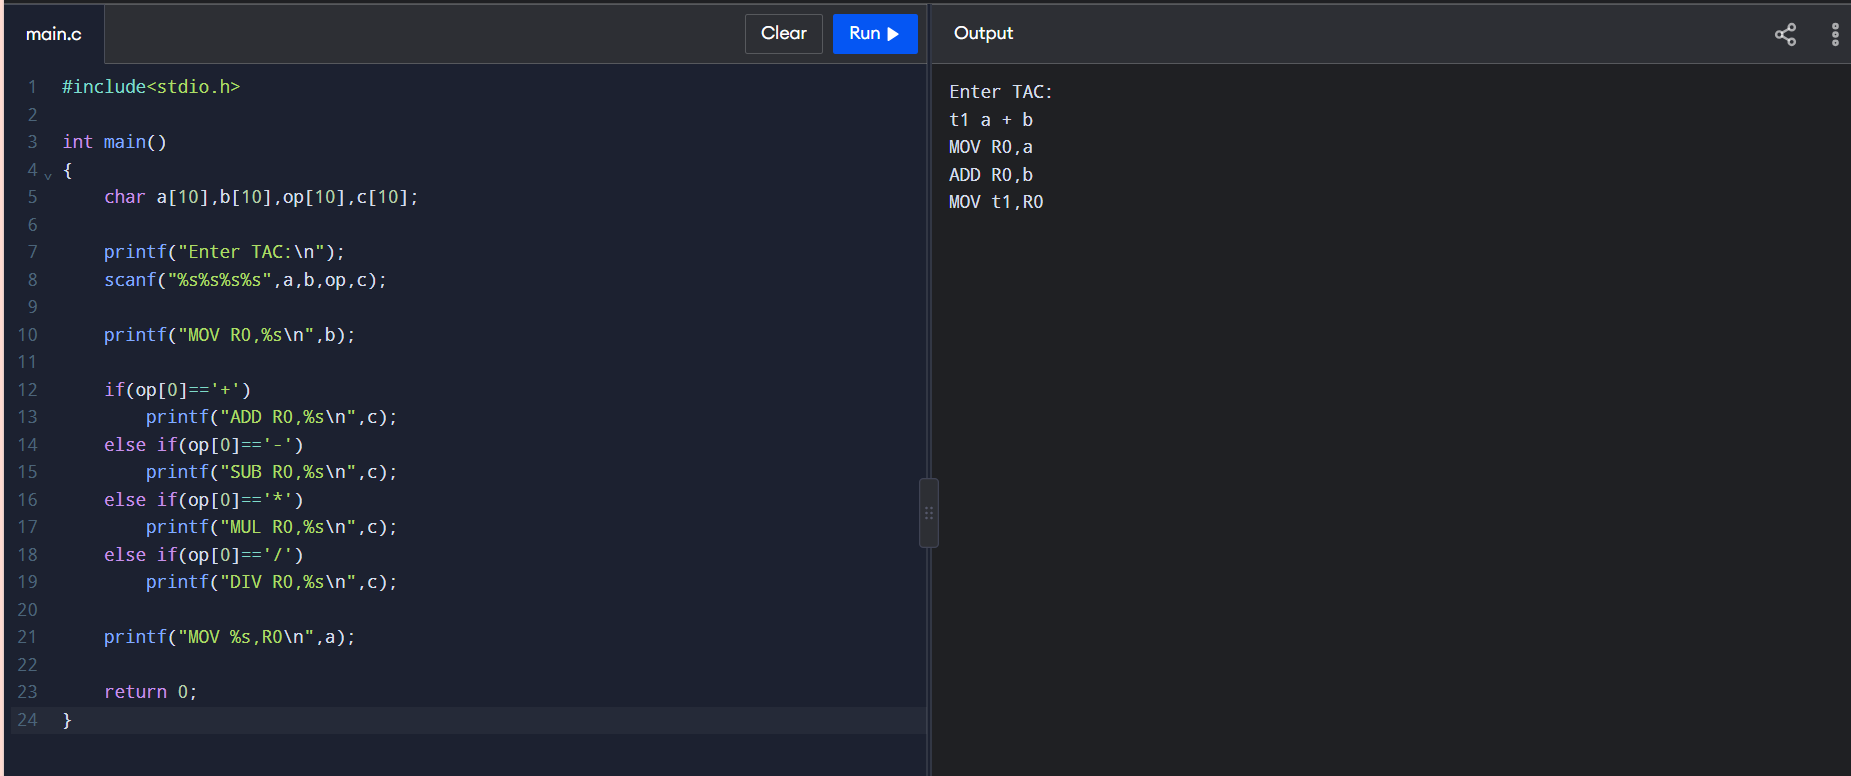 main.c
Clear
Run
Output
1 #include<stdio.h>
2
3 int main()
4 {
5 char a[10],b[10],op[10],c[10];
6
7 printf("Enter TAC:\n");
8 scanf("%s%s%s%s",a,b,op,c);
9
10 printf("MOV R0,%s\n",b);
11
12 if(op[0]=='+')
13 printf("ADD R0,%s\n",c);
14 else if(op[0]=='-')
15 printf("SUB R0,%s\n",c);
16 else if(op[0]=='*')
17 printf("MUL R0,%s\n",c);
18 else if(op[0]=='/')
19 printf("DIV R0,%s\n",c);
20
21 printf("MOV %s,R0\n",a);
22
23 return 0;
24 }
Enter TAC:
t1 a + b
MOV R0,a
ADD R0,b
MOV t1,R0